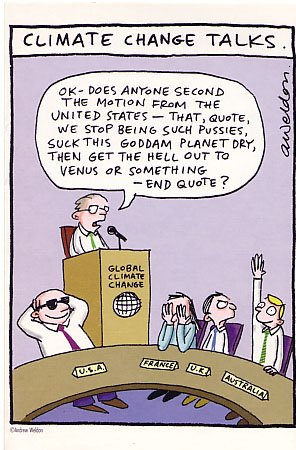 CLIMATE CHANGE TALKS.
aWeldon.
OK - DOES ANYONE SECOND
THE MOTION FROM THE
UNITED STATES — THAT, QUOTE,
WE STOP BEING SUCH PUSSIES,
SUCK THIS GODDAM PLANET DRY,
THEN GET THE HELL OUT TO
VENUS OR SOMETHING
— END QUOTE?
GLOBAL
CLIMATE
CHANGE
U.S.A.
FRANCE
U.K.
AUSTRALIA
©Andrew Weldon